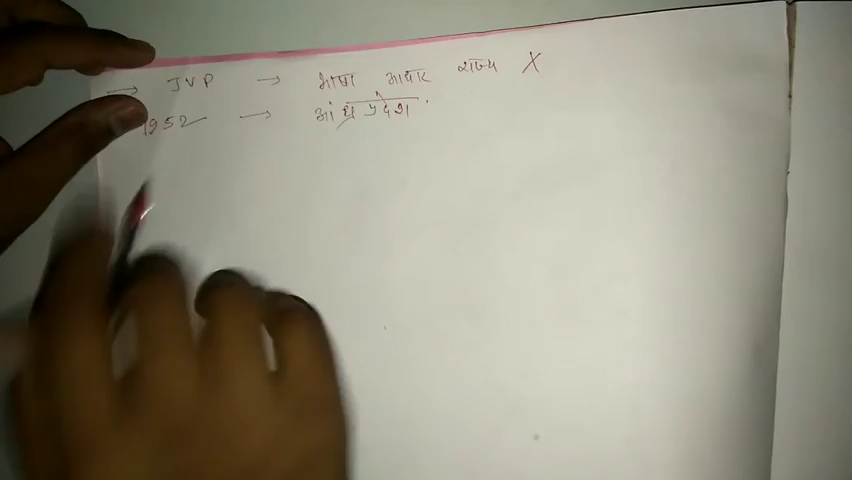 → JVP → भाषा आधार राज्य X
1952 → आंध्र प्रदेश.